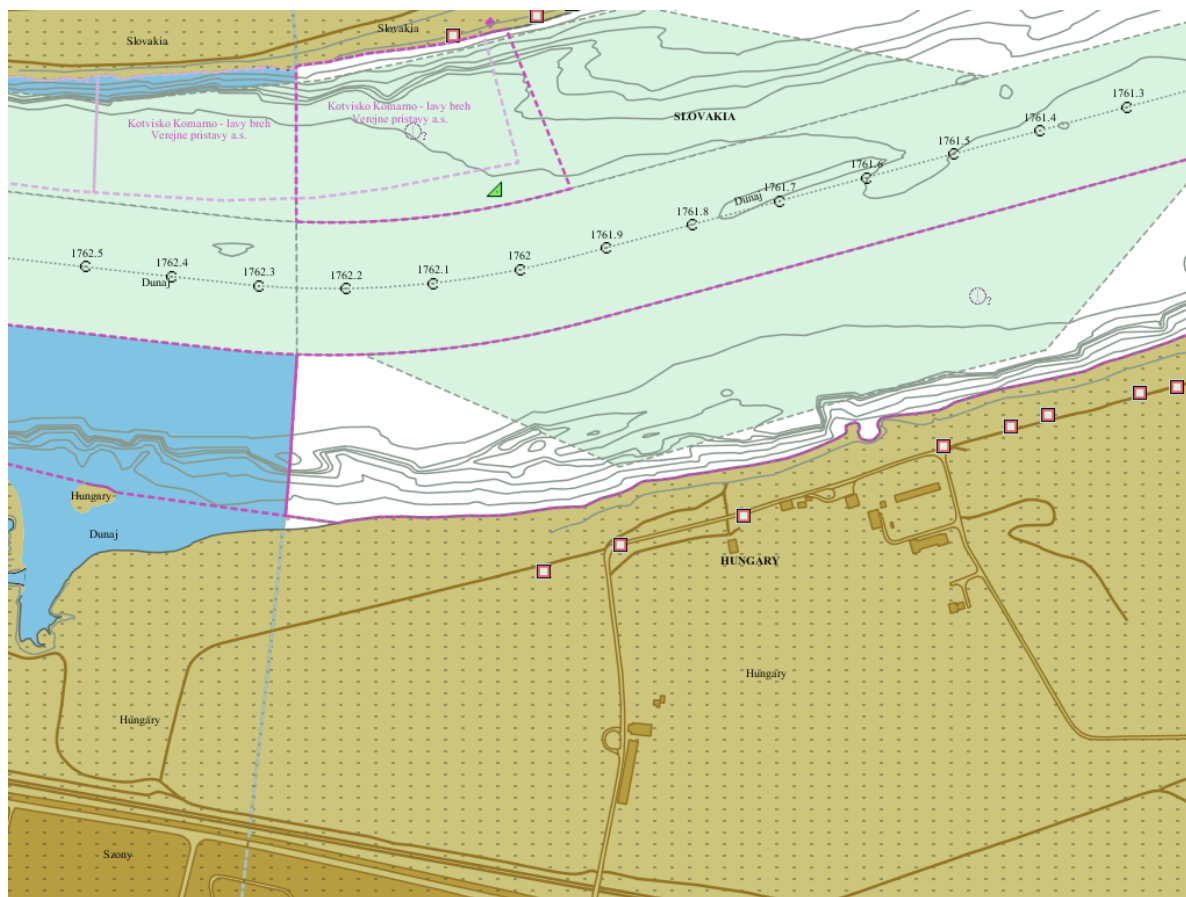 Slovakia
Slovakia
Kotvisko Komarno - lavy breh
Verejne pristavy a.s.
Kotvisko Komarno - lavy breh
Verejne pristavy a.s.
?
SLOVAKIA
1761.3
1761.4
1761.5
1761.6
1761.7
Dunaj
1761.8
1761.9
1762
1762.1
1762.2
1762.3
1762.4
1762.5
Dunaj
?
Hungary
Dunaj
HUNGARY
Hungary
Hungary
Szony